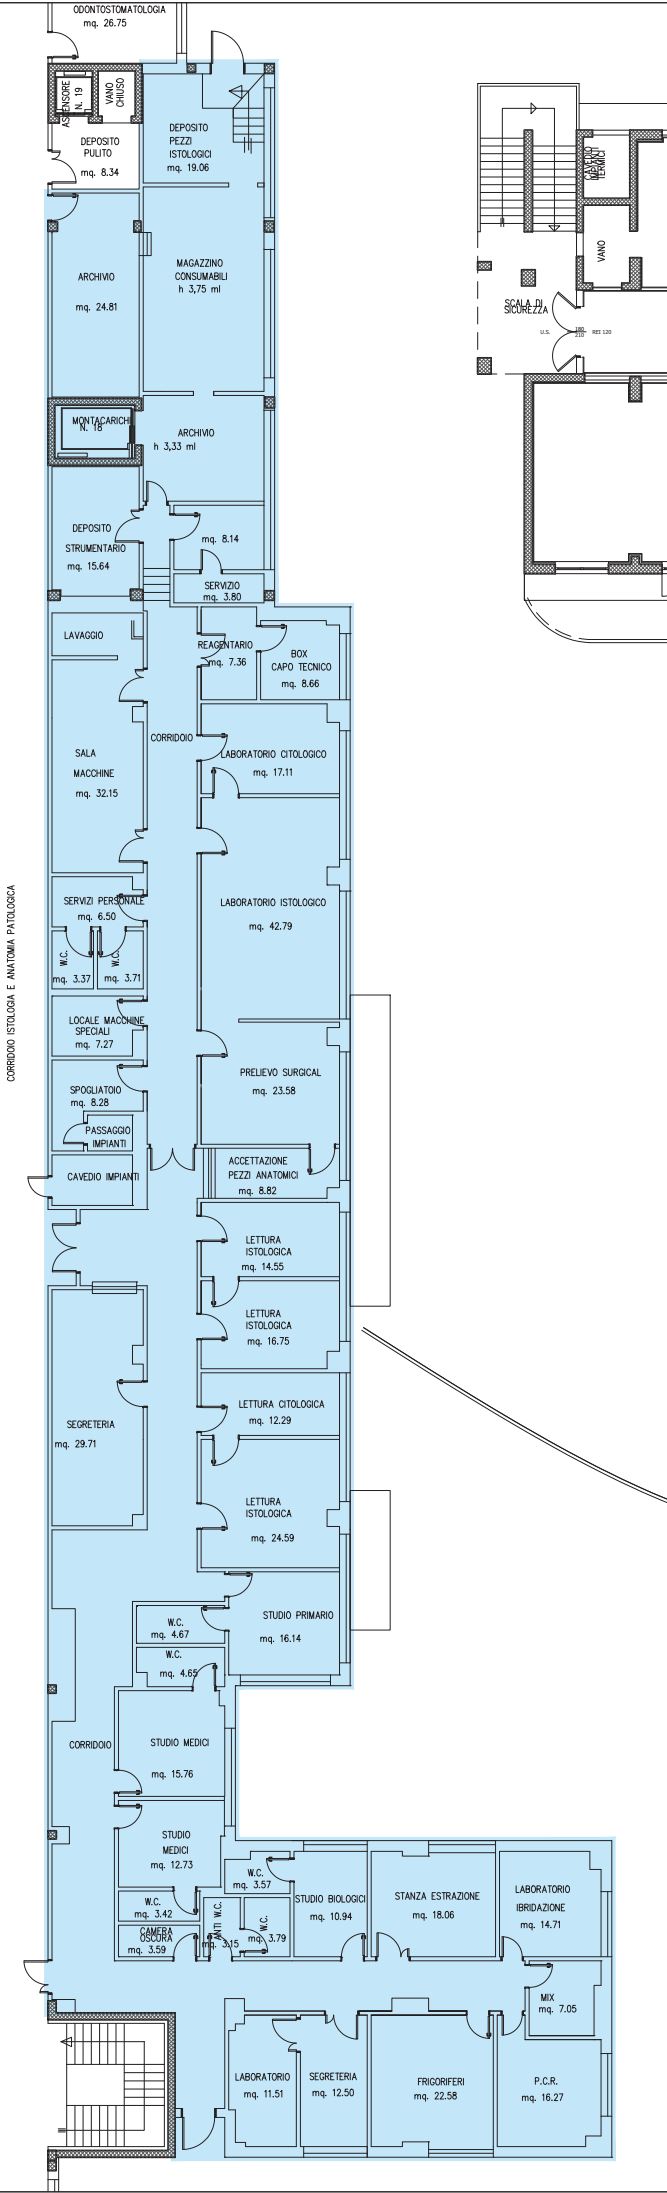 ODONTOSTOMATOLOGIA
mq. 26.75
ASCENSORE
N. 19
VANO
CHIUSO
DEPOSITO
PULITO
mq. 8.34
DEPOSITO
PEZZI
ISTOLOGICI
mq. 19.06
ARCHIVIO
mq. 24.81
MAGAZZINO
CONSUMABILI
h 3,75 ml
CAVEDIO
IMPIANTI
TERMICI
VANO
SCALA DI
SICUREZZA
U.S.
180
210
REI 120
MONTACARICHI
N. 18
ARCHIVIO
h 3,33 ml
DEPOSITO
STRUMENTARIO
mq. 15.64
mq. 8.14
SERVIZIO
mq. 3.80
LAVAGGIO
REAGENTARIO
mq. 7.36
BOX
CAPO TECNICO
mq. 8.66
CORRIDOIO
SALA
MACCHINE
mq. 32.15
LABORATORIO CITOLOGICO
mq. 17.11
CORRIDOIO ISTOLOGIA E ANATOMIA PATOLOGICA
SERVIZI PERSONALE
mq. 6.50
LABORATORIO ISTOLOGICO
mq. 42.79
W.C.
mq. 3.37
W.C.
mq. 3.71
LOCALE MACCHINE
SPECIALI
mq. 7.27
SPOGLIATOIO
mq. 8.28
PRELIEVO SURGICAL
mq. 23.58
PASSAGGIO
IMPIANTI
CAVEDIO IMPIANTI
ACCETTAZIONE
PEZZI ANATOMICI
mq. 8.82
LETTURA
ISTOLOGICA
mq. 14.55
LETTURA
ISTOLOGICA
mq. 16.75
SEGRETERIA
mq. 29.71
LETTURA CITOLOGICA
mq. 12.29
LETTURA
ISTOLOGICA
mq. 24.59
W.C.
mq. 4.67
STUDIO PRIMARIO
mq. 16.14
W.C.
mq. 4.65
CORRIDOIO
STUDIO MEDICI
mq. 15.76
STUDIO
MEDICI
mq. 12.73
W.C.
mq. 3.57
STUDIO BIOLOGICI
mq. 10.94
STANZA ESTRAZIONE
mq. 18.06
LABORATORIO
IBRIDAZIONE
mq. 14.71
W.C.
mq. 3.42
CAMERA
OSCURA
mq. 3.59
ANTI W.C.
mq. 3.15
W.C.
mq. 3.79
MIX
mq. 7.05
LABORATORIO
mq. 11.51
SEGRETERIA
mq. 12.50
FRIGORIFERI
mq. 22.58
P.C.R.
mq. 16.27